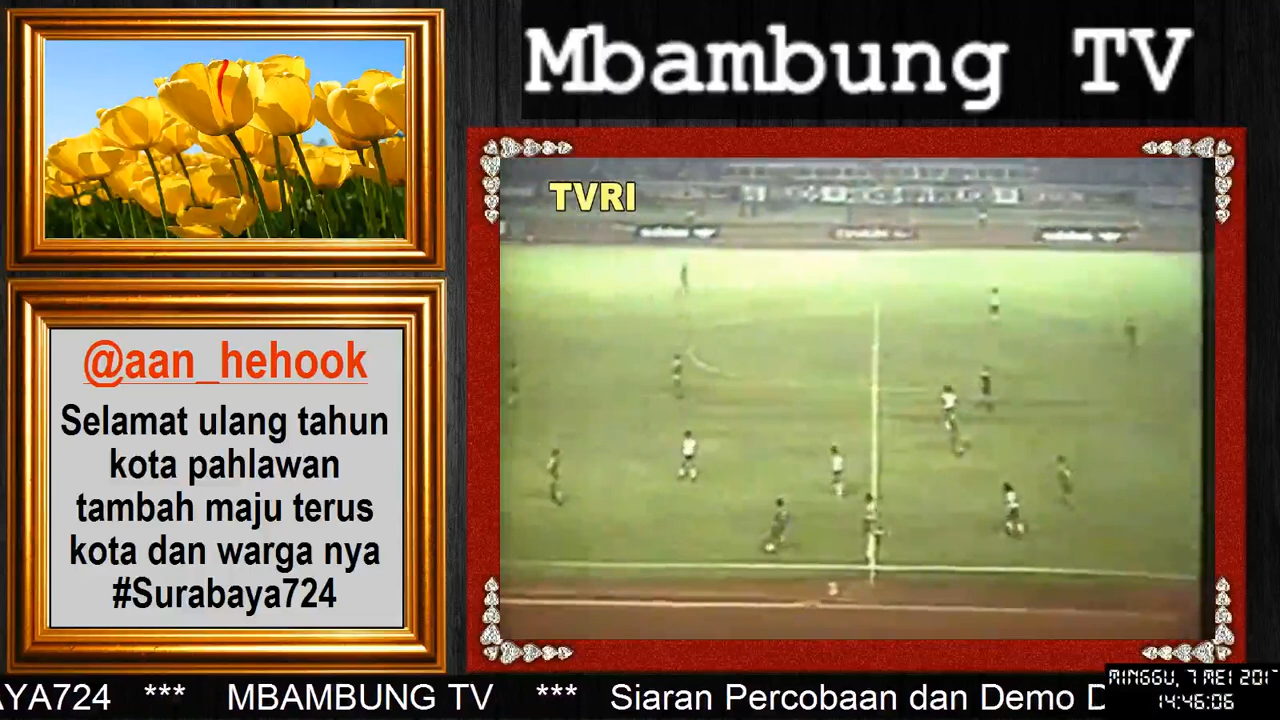 Mbambung TV
TVRI
@aan_hehook
Selamat ulang tahun
kota pahlawan
tambah maju terus
kota dan warga nya
#Surabaya724
AYA724 *** MBAMBUNG TV *** Siaran Percobaan dan Demo D
MINGGU, 7 MEI 2017
14:46:06